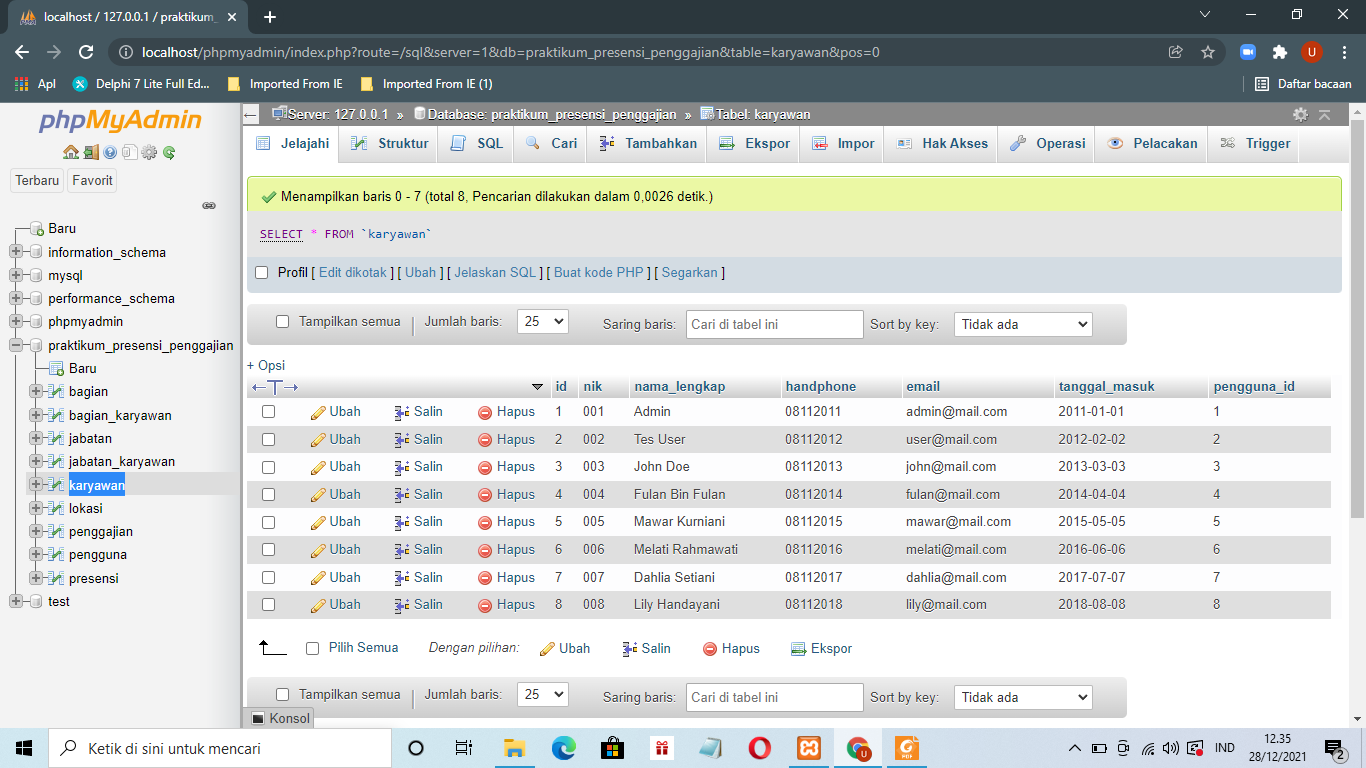 localhost / 127.0.0.1 / praktikum_
localhost/phpmyadmin/index.php?route=/sql&server=1&db=praktikum_presensi_penggajian&table=karyawan&pos=0
U
Apl Delphi 7 Lite Full Ed... Imported From IE Imported From IE (1) Daftar bacaan
phpMyAdmin
Terbaru Favorit
Baru
information_schema
mysql
performance_schema
phpmyadmin
praktikum_presensi_penggajian
Baru
bagian
bagian_karyawan
jabatan
jabatan_karyawan
karyawan
lokasi
penggajian
pengguna
presensi
test
Server: 127.0.0.1 » Database: praktikum_presensi_penggajian » Tabel: karyawan
Jelajahi Struktur SQL Cari Tambahkan Ekspor Impor Hak Akses Operasi Pelacakan Trigger
Menampilkan baris 0 - 7 (total 8, Pencarian dilakukan dalam 0,0026 detik.)
SELECT * FROM `karyawan`
Profil [ Edit dikotak ] [ Ubah ] [ Jelaskan SQL ] [ Buat kode PHP ] [ Segarkan ]
Tampilkan semua | Jumlah baris: 25 Saring baris: Cari di tabel ini Sort by key: Tidak ada
+ Opsi
←T→ id nik nama_lengkap handphone email tanggal_masuk pengguna_id
Ubah Salin Hapus 1 001 Admin 08112011 admin@mail.com 2011-01-01 1
Ubah Salin Hapus 2 002 Tes User 08112012 user@mail.com 2012-02-02 2
Ubah Salin Hapus 3 003 John Doe 08112013 john@mail.com 2013-03-03 3
Ubah Salin Hapus 4 004 Fulan Bin Fulan 08112014 fulan@mail.com 2014-04-04 4
Ubah Salin Hapus 5 005 Mawar Kurniani 08112015 mawar@mail.com 2015-05-05 5
Ubah Salin Hapus 6 006 Melati Rahmawati 08112016 melati@mail.com 2016-06-06 6
Ubah Salin Hapus 7 007 Dahlia Setiani 08112017 dahlia@mail.com 2017-07-07 7
Ubah Salin Hapus 8 008 Lily Handayani 08112018 lily@mail.com 2018-08-08 8
Pilih Semua Dengan pilihan: Ubah Salin Hapus Ekspor
Tampilkan semua | Jumlah baris: 25 Saring baris: Cari di tabel ini Sort by key: Tidak ada
Konsol
Ketik di sini untuk mencari
U
PDF
IND
12.35
28/12/2021
2